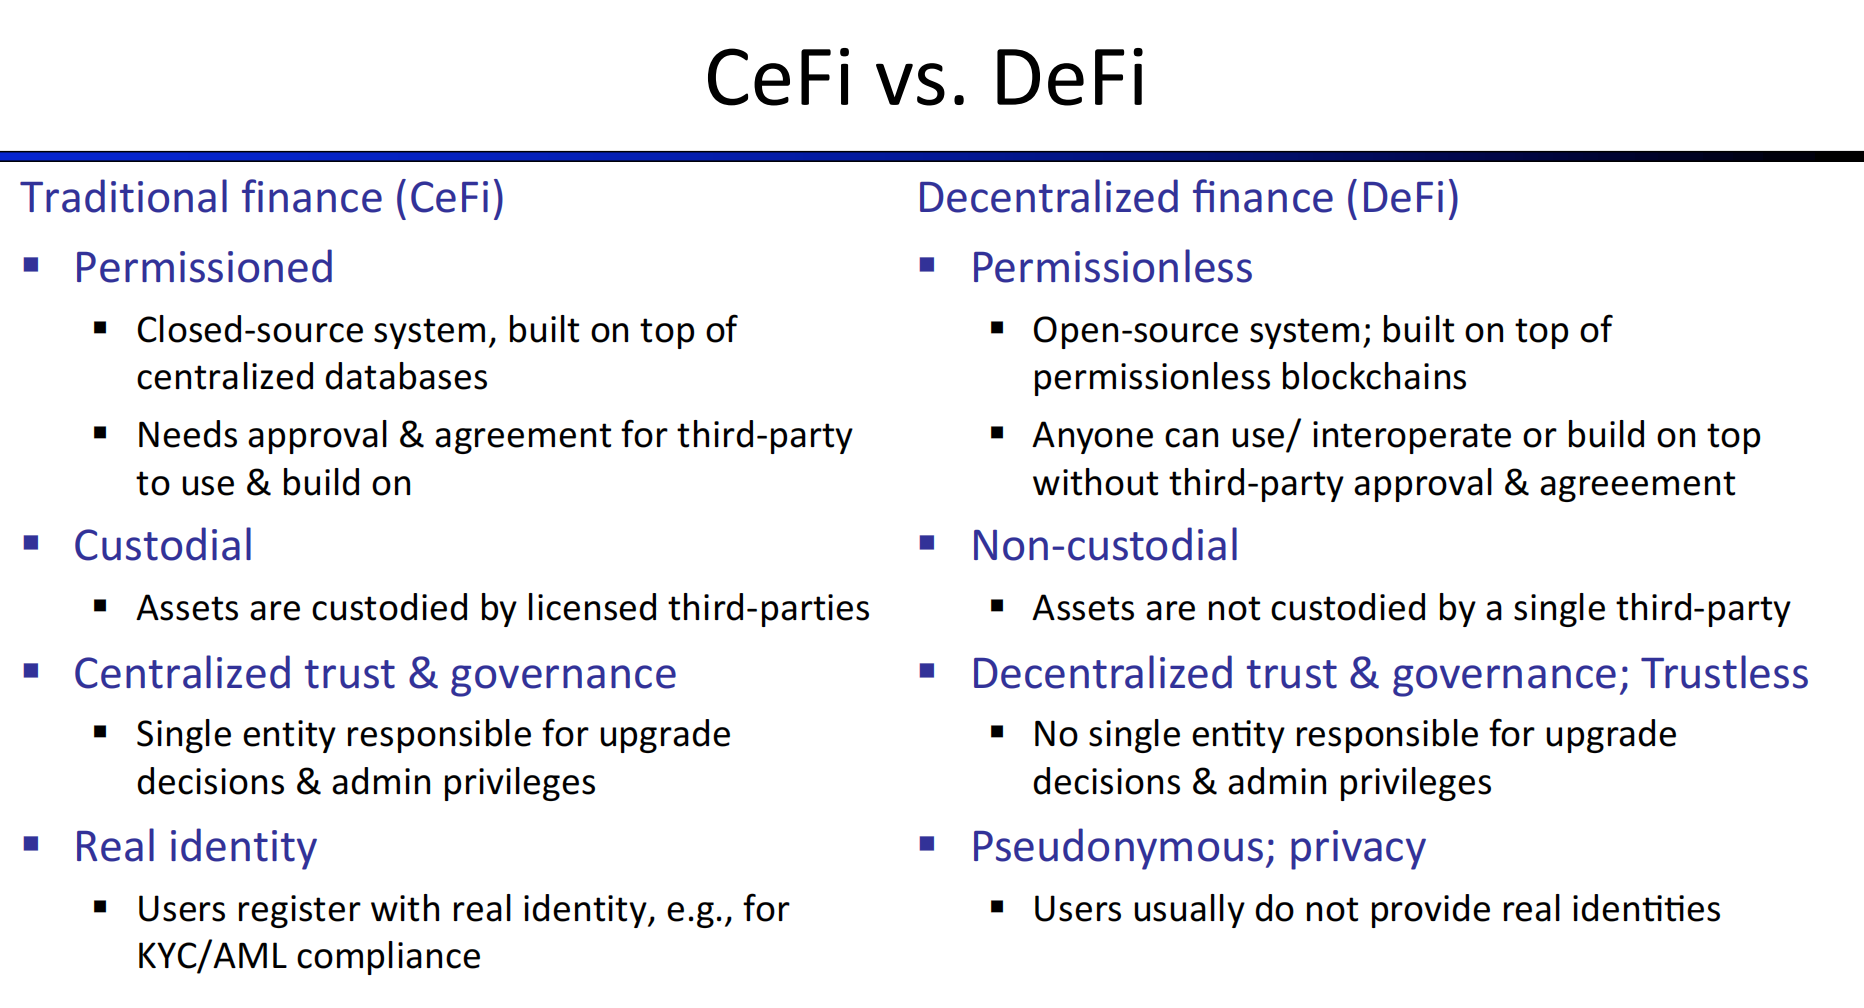 CeFi vs. DeFi
Traditional finance (CeFi)
Permissioned
Closed-source system, built on top of
centralized databases
Needs approval & agreement for third-party
to use & build on
Custodial
Assets are custodied by licensed third-parties
Centralized trust & governance
Single entity responsible for upgrade
decisions & admin privileges
Real identity
Users register with real identity, e.g., for
KYC/AML compliance
Decentralized finance (DeFi)
Permissionless
Open-source system; built on top of
permissionless blockchains
Anyone can use/ interoperate or build on top
without third-party approval & agreeement
Non-custodial
Assets are not custodied by a single third-party
Decentralized trust & governance; Trustless
No single entity responsible for upgrade
decisions & admin privileges
Pseudonymous; privacy
Users usually do not provide real identities